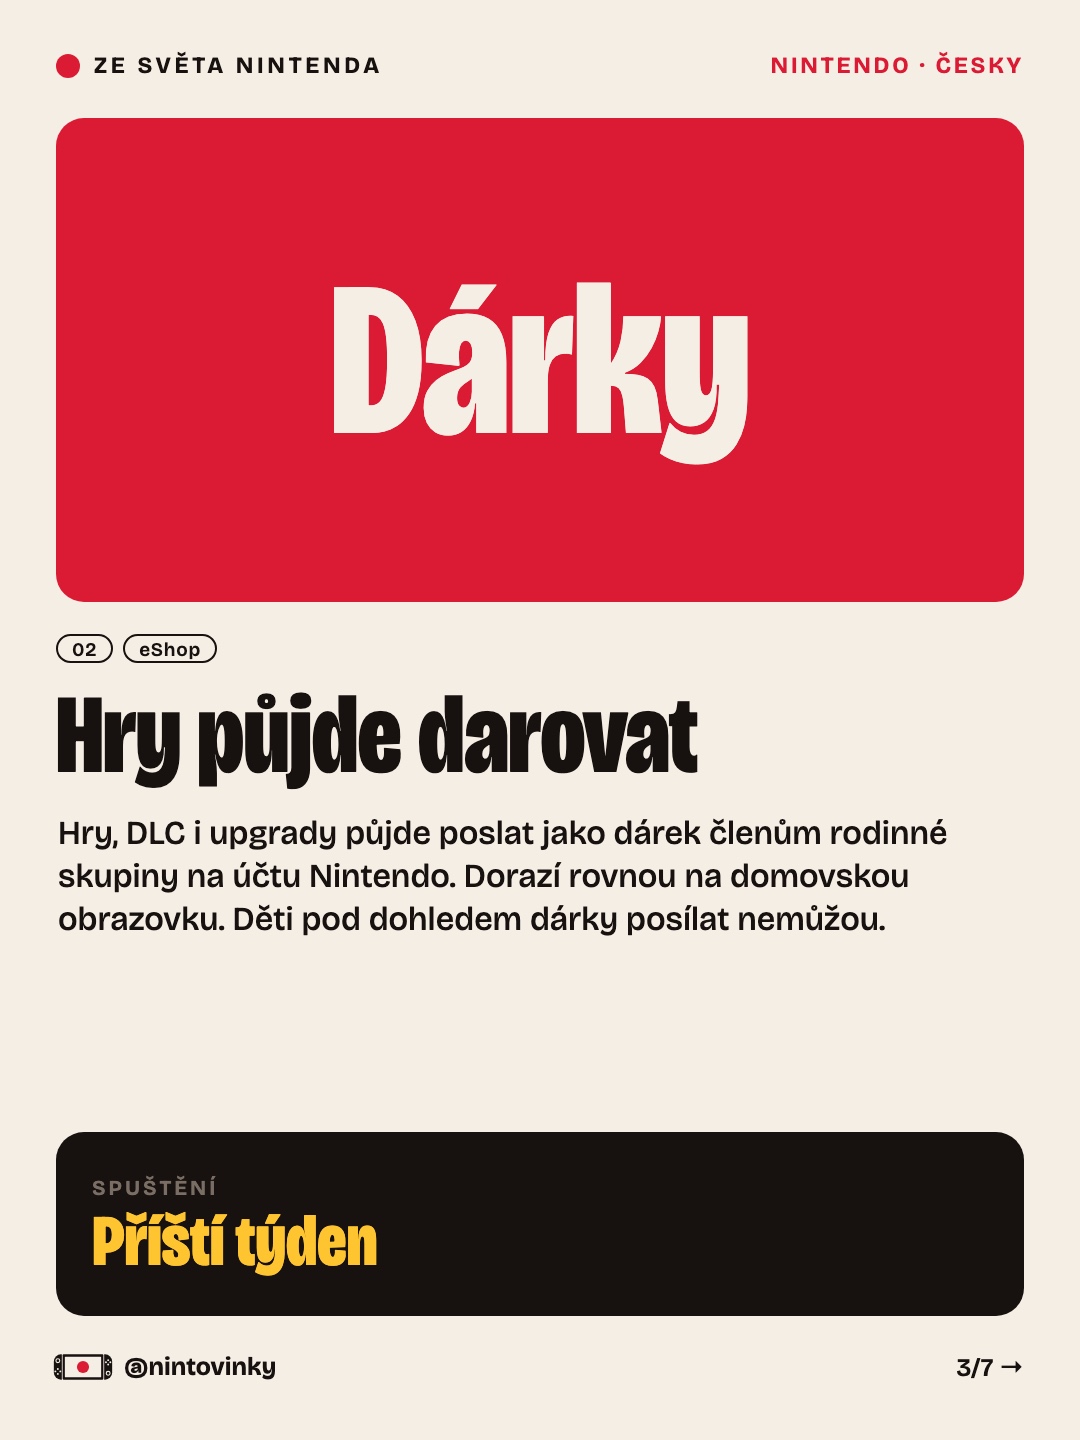 ZE SVĚTA NINTENDA
NINTENDO · ČESKY
Dárky
02
eShop
Hry půjde darovat
Hry, DLC i upgrady půjde poslat jako dárek členům rodinné
skupiny na účtu Nintendo. Dorazí rovnou na domovskou
obrazovku. Děti pod dohledem dárky posílat nemůžou.
SPUŠTĚNÍ
Příští týden
@nintovinky
3/7 →